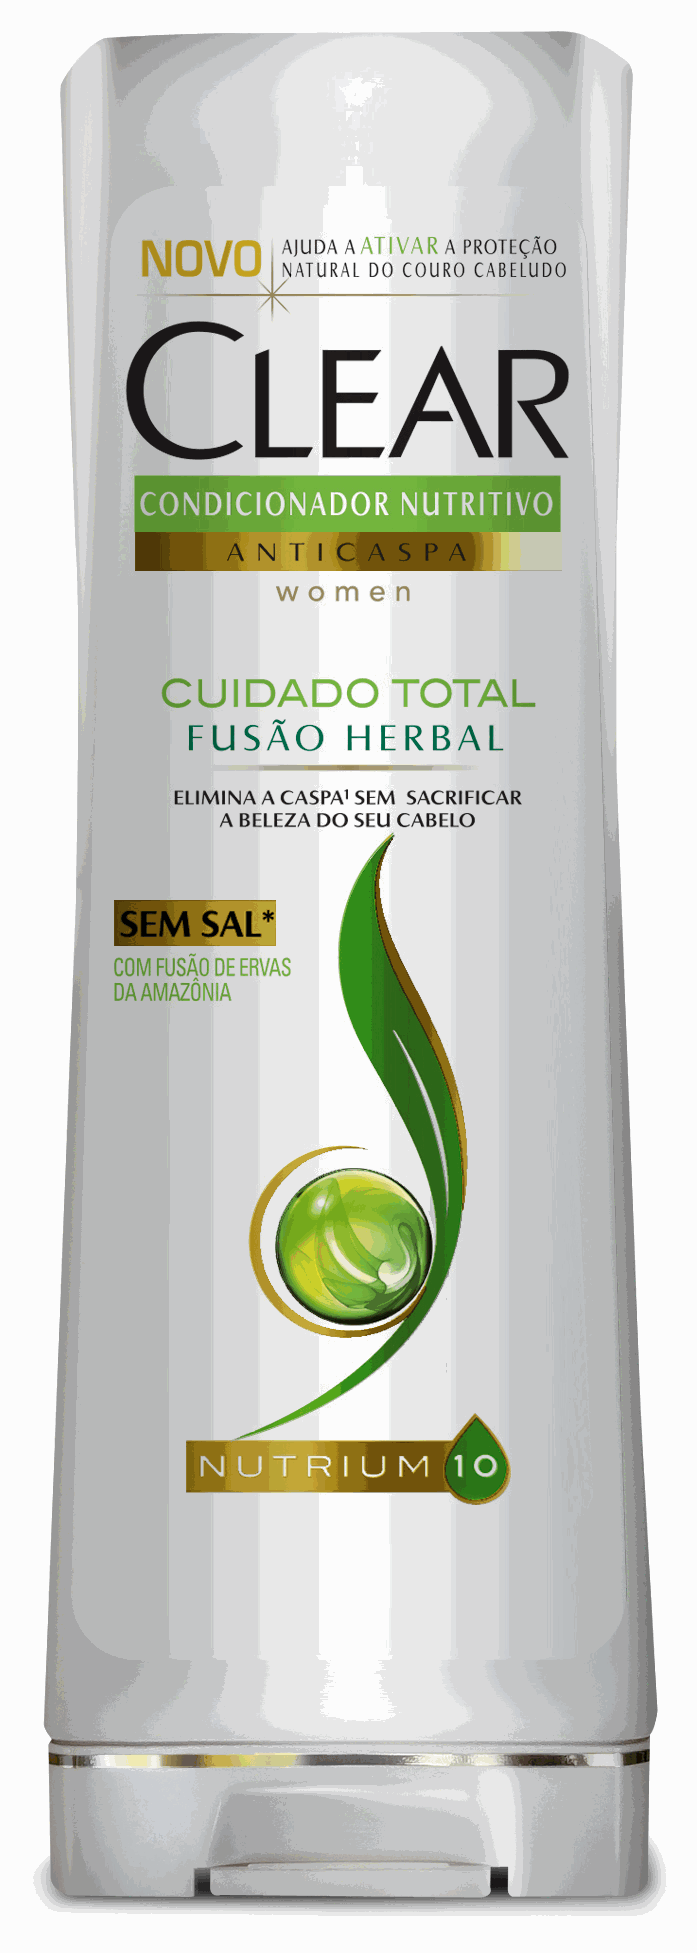 NOVO
AJUDA A ATIVAR A PROTEÇÃO
NATURAL DO COURO CABELUDO
CLEAR
CONDICIONADOR NUTRITIVO
ANTICASPA
women
CUIDADO TOTAL
FUSÃO HERBAL
ELIMINA A CASPA¹ SEM SACRIFICAR
A BELEZA DO SEU CABELO
SEM SAL*
COM FUSÃO DE ERVAS
DA AMAZÔNIA
NUTRIUM 10